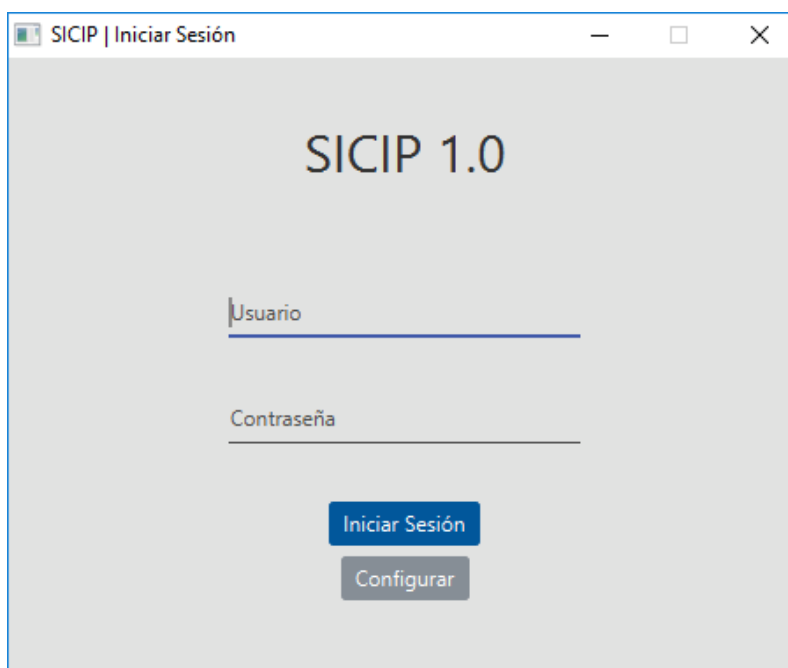 SICIP | Iniciar Sesión
SICIP 1.0
Usuario
Contraseña
Iniciar Sesión
Configurar